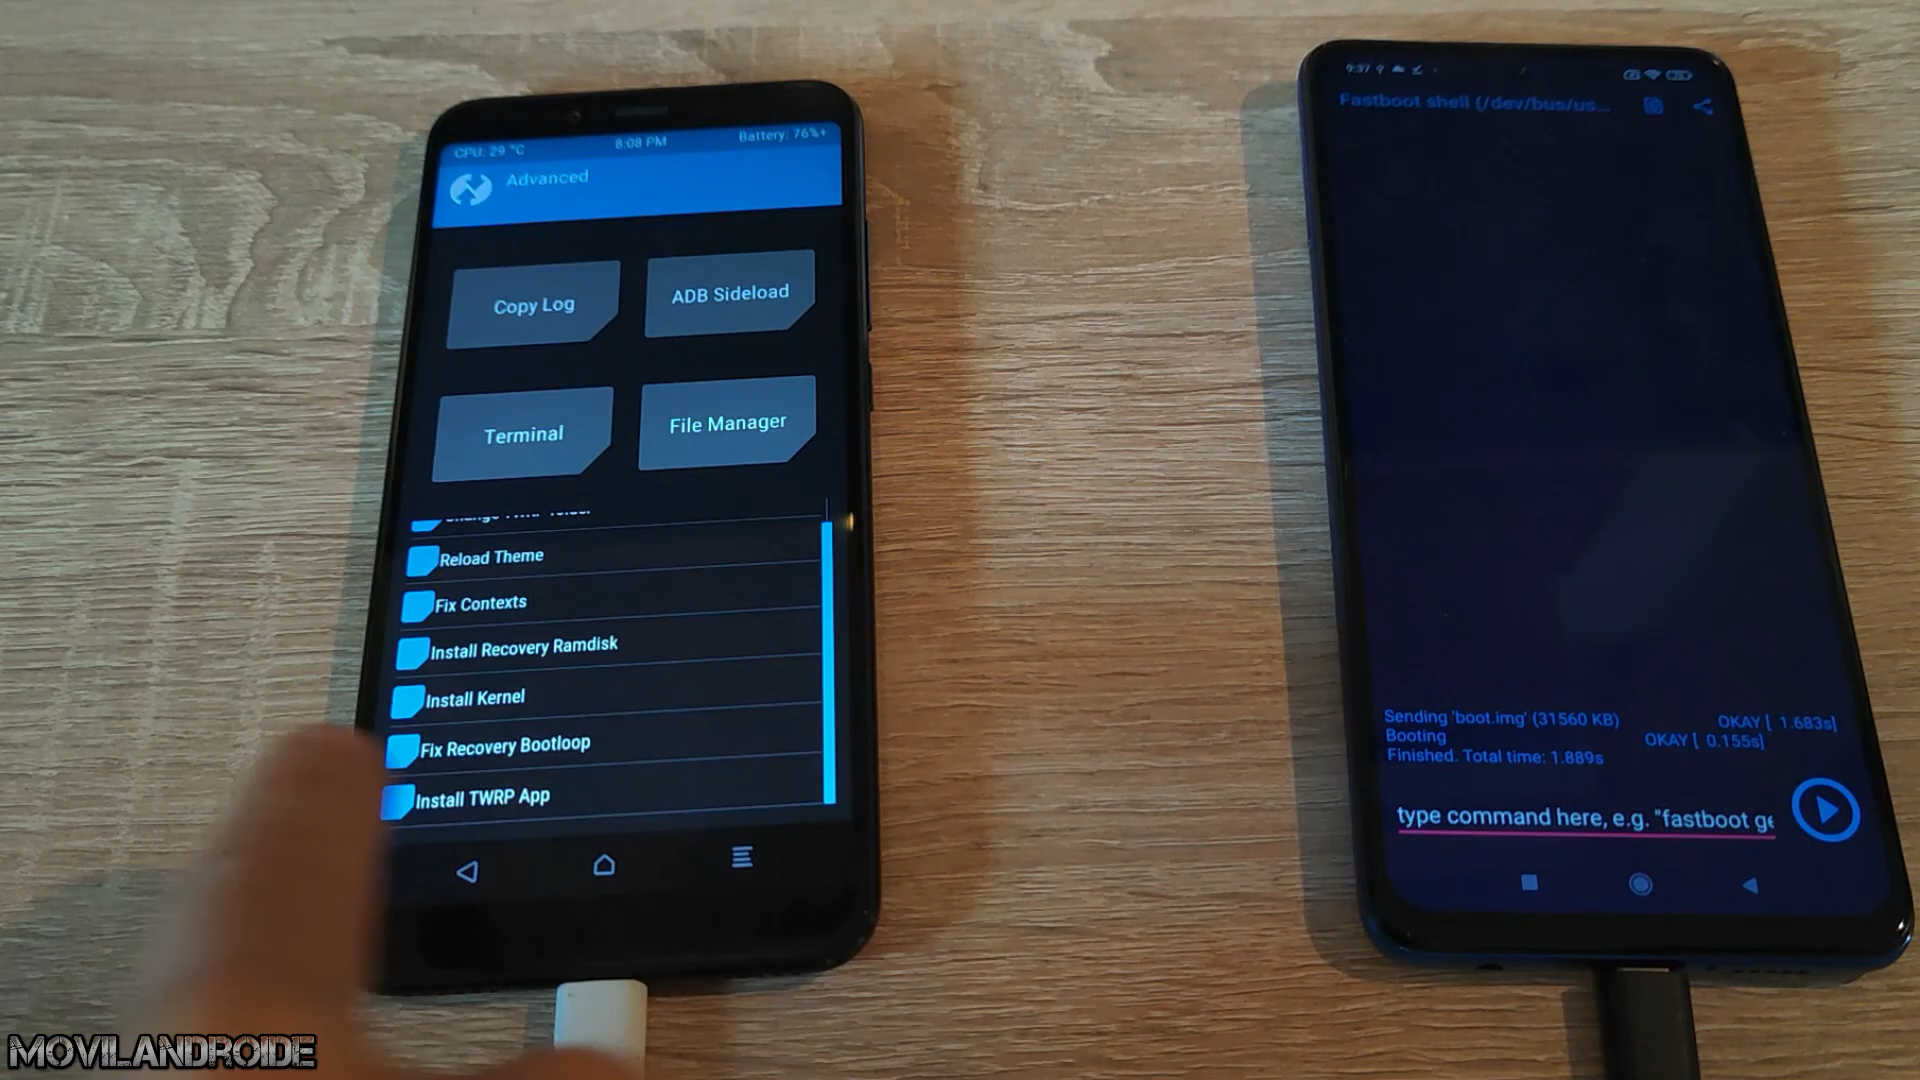 CPU: 29 °C
8:08 PM
Battery: 76%+
Advanced
Copy Log
ADB Sideload
Terminal
File Manager
Reload Theme
Fix Contexts
Install Recovery Ramdisk
Install Kernel
Fix Recovery Bootloop
Install TWRP App
9:37
Fastboot shell (/dev/bus/us...
Sending 'boot.img' (31560 KB) OKAY [ 1.683s]
Booting OKAY [ 0.155s]
Finished. Total time: 1.889s
type command here, e.g. "fastboot ge
MOVILANDROIDE